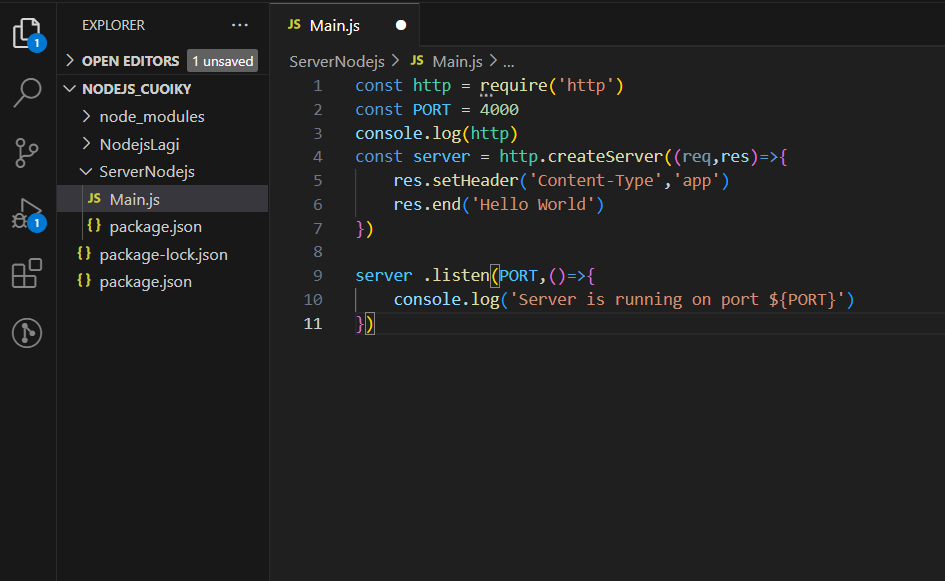 1
EXPLORER ...
JS Main.js
OPEN EDITORS 1 unsaved
ServerNodejs > JS Main.js > ...
NODEJS_CUOIKY
node_modules
NodejsLagi
ServerNodejs
JS Main.js
{} package.json
{} package-lock.json
{} package.json
1
1 const http = require('http')
2 const PORT = 4000
3 console.log(http)
4 const server = http.createServer((req,res)=>{
5 res.setHeader('Content-Type','app')
6 res.end('Hello World')
7 })
8
9 server .listen(PORT,()=>{
10 console.log('Server is running on port ${PORT}')
11 })